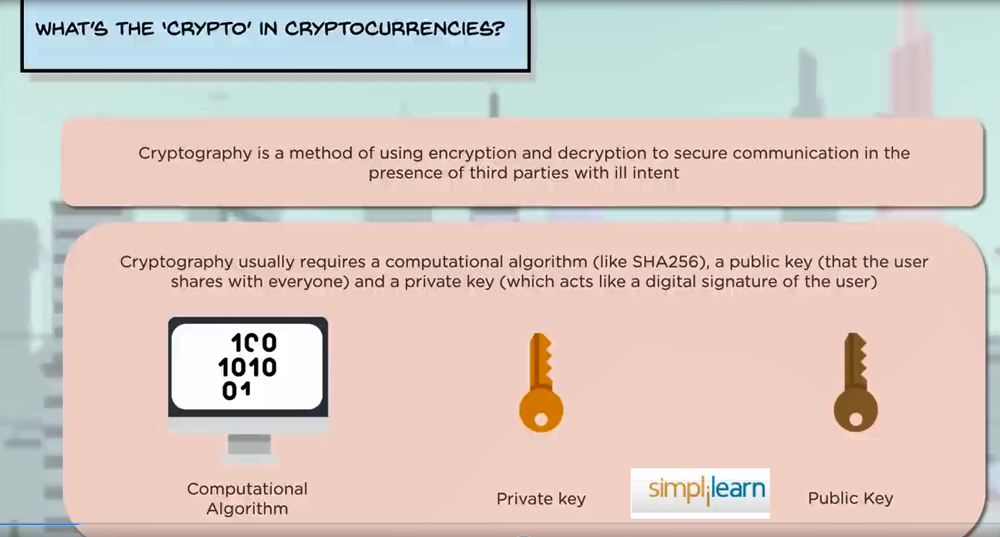 WHAT'S THE 'CRYPTO' IN CRYPTOCURRENCIES?
Cryptography is a method of using encryption and decryption to secure communication in the
presence of third parties with ill intent
Cryptography usually requires a computational algorithm (like SHA256), a public key (that the user
shares with everyone) and a private key (which acts like a digital signature of the user)
1C0
1010
01
Computational
Algorithm
Private key
simplilearn
Public Key